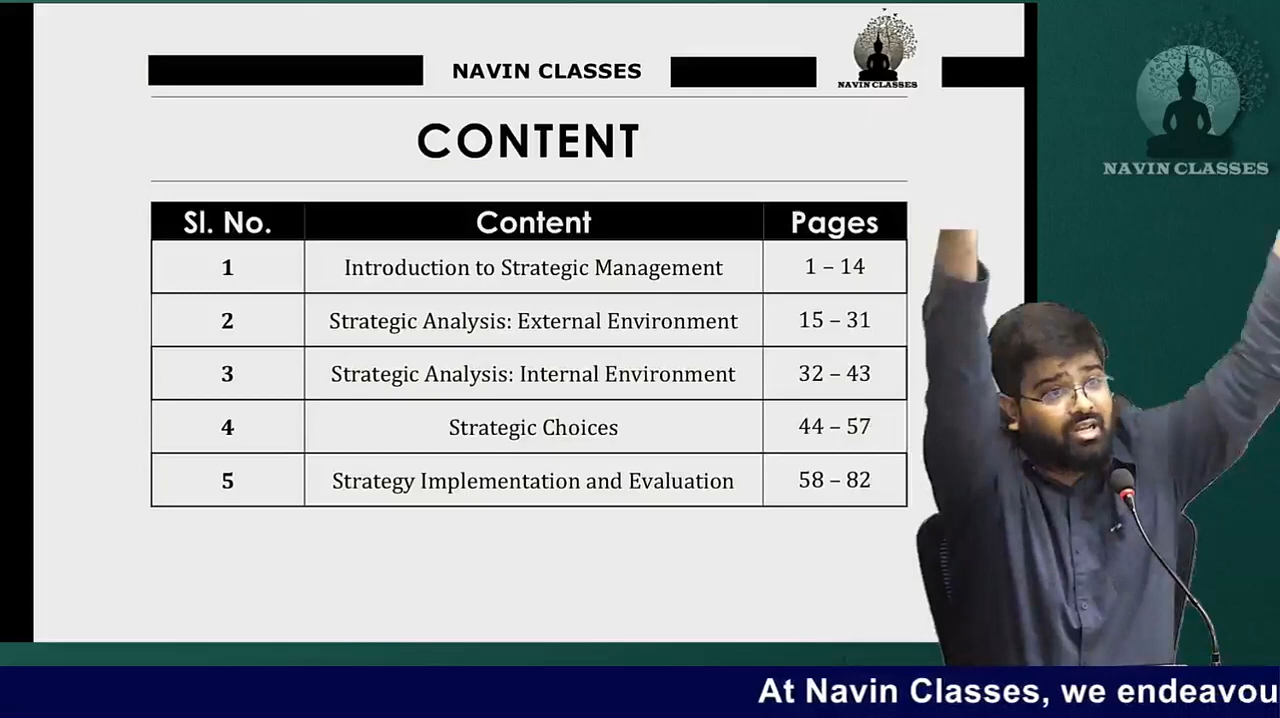 NAVIN CLASSES
NAVIN CLASSES
NAVIN CLASSES
CONTENT
Sl. No. Content Pages
1 Introduction to Strategic Management 1 – 14
2 Strategic Analysis: External Environment 15 – 31
3 Strategic Analysis: Internal Environment 32 – 43
4 Strategic Choices 44 – 57
5 Strategy Implementation and Evaluation 58 – 82
At Navin Classes, we endeavou